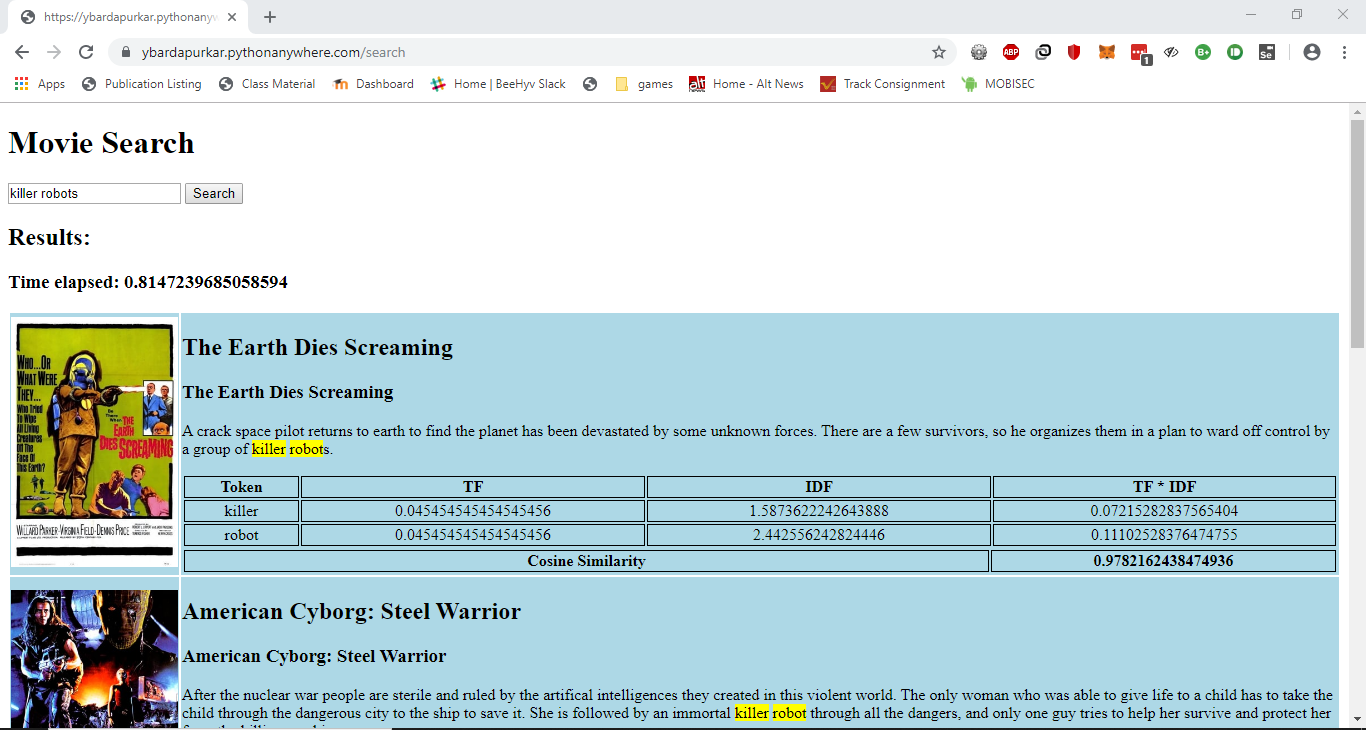 https://ybardapurkar.pythonanyw
ybardapurkar.pythonanywhere.com/search
ABP
1
B+
Se
Apps
Publication Listing
Class Material
Dashboard
Home | BeeHyv Slack
games
alt
Home - Alt News
Track Consignment
MOBISEC
Movie Search
killer robots
Search
Results:
Time elapsed: 0.8147239685058594
WHO...OR
WHAT WERE
THEY...
WHO TRIED
TO WIPE
ALL LIVING
CREATURES
OFF THE
FACE OF
THIS EARTH?
THE
EARTH
DIES SCREAMING
WILLARD PARKER · VIRGINIA FIELD · DENNIS PRICE
The Earth Dies Screaming
The Earth Dies Screaming
A crack space pilot returns to earth to find the planet has been devastated by some unknown forces. There are a few survivors, so he organizes them in a plan to ward off control by
a group of killer robots.
Token TF IDF TF * IDF
killer 0.045454545454545456 1.5873622242643888 0.07215282837565404
robot 0.045454545454545456 2.442556242824446 0.11102528376474755
Cosine Similarity 0.9782162438474936
American Cyborg: Steel Warrior
American Cyborg: Steel Warrior
After the nuclear war people are sterile and ruled by the artifical intelligences they created in this violent world. The only woman who was able to give life to a child has to take the
child through the dangerous city to the ship to save it. She is followed by an immortal killer robot through all the dangers, and only one guy tries to help her survive and protect her